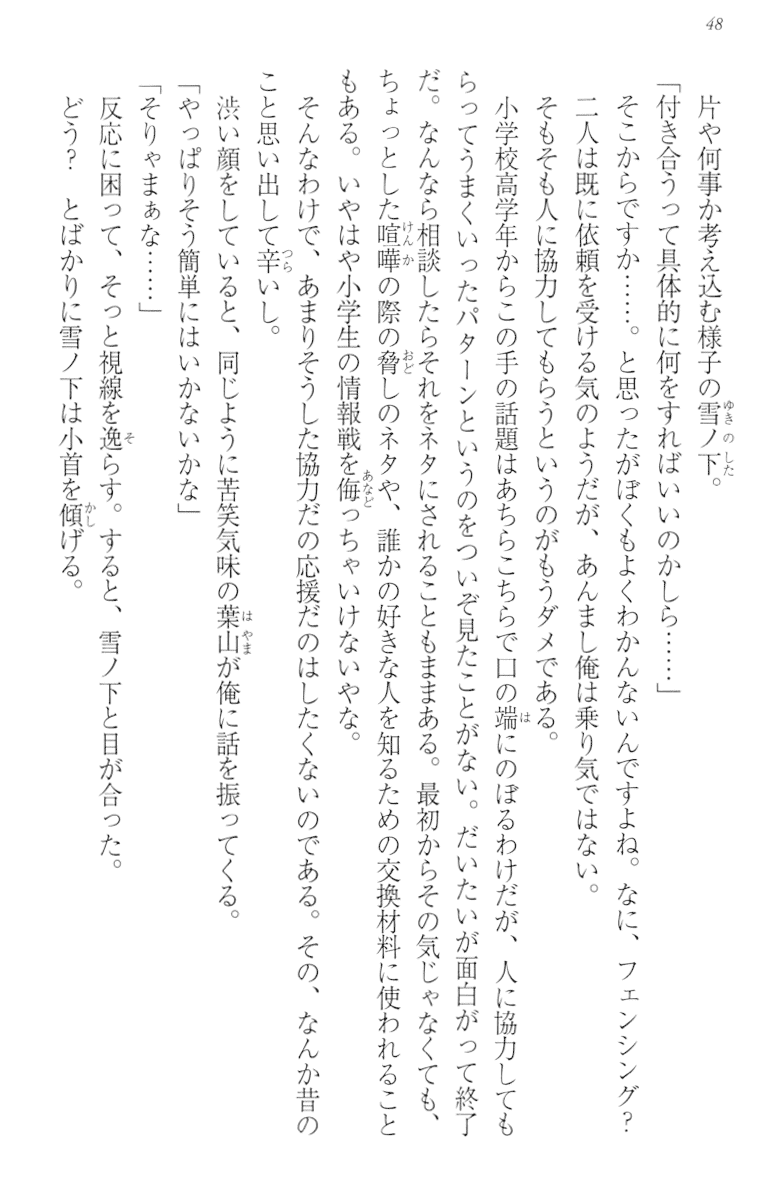 48
片や何事か考え込む様子の雪ノ下。
「付き合うって具体的に何をすればいいのかしら……」
そこからですか……。と思ったがぼくもよくわかんないんですよね。なに、フェンシング?
二人は既に依頼を受ける気のようだが、あんまし俺は乗り気ではない。
そもそも人に協力してもらうというのがもうダメである。
小学校高学年からこの手の話題はあちらこちらで口の端にのぼるわけだが、人に協力しても
らってうまくいったパターンというのをついぞ見たことがない。だいたいが面白がって終了
だ。なんなら相談したらそれをネタにされることもままある。最初からその気じゃなくても、
ちょっとした喧嘩の際の脅しのネタや、誰かの好きな人を知るための交換材料に使われること
もある。いやはや小学生の情報戦を侮っちゃいけないやな。
そんなわけで、あまりそうした協力だの応援だのはしたくないのである。その、なんか昔の
こと思い出して辛いし。
渋い顔をしていると、同じように苦笑気味の葉山が俺に話を振ってくる。
「やっぱりそう簡単にはいかないかな」
「そりゃまぁな……」
反応に困って、そっと視線を逸らす。すると、雪ノ下と目が合った。
どう? とばかりに雪ノ下は小首を傾げる。